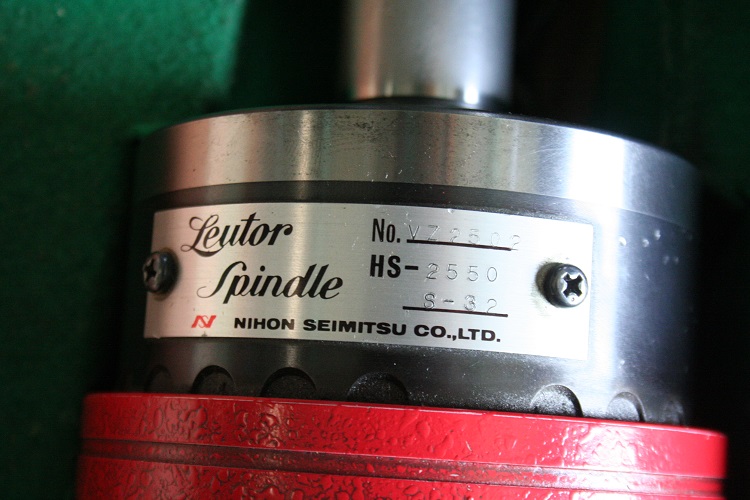 Leutor
Spindle
No. VZ2502
HS-2550
S-32
N NIHON SEIMITSU CO.,LTD.